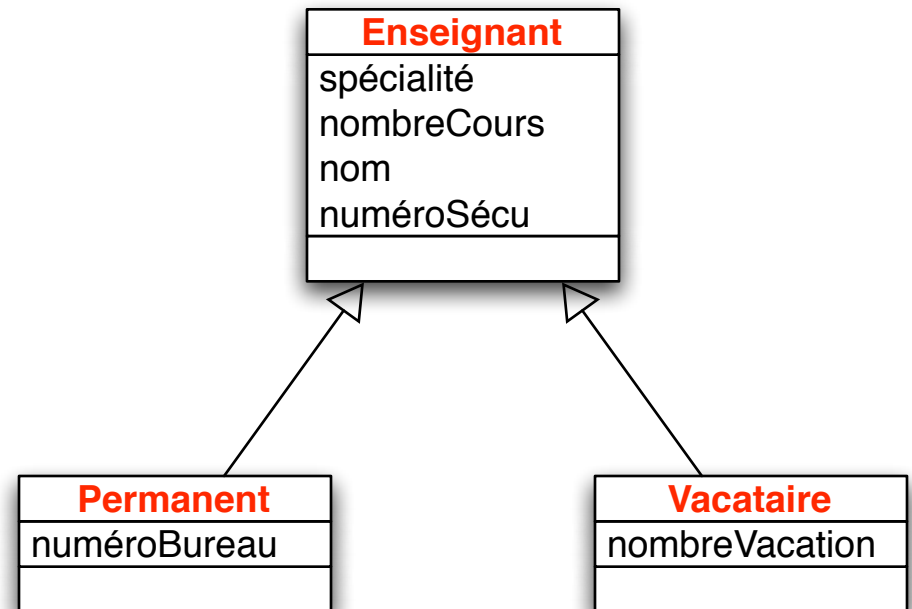 Enseignant
spécialité
nombreCours
nom
numéroSécu
Permanent
numéroBureau
Vacataire
nombreVacation